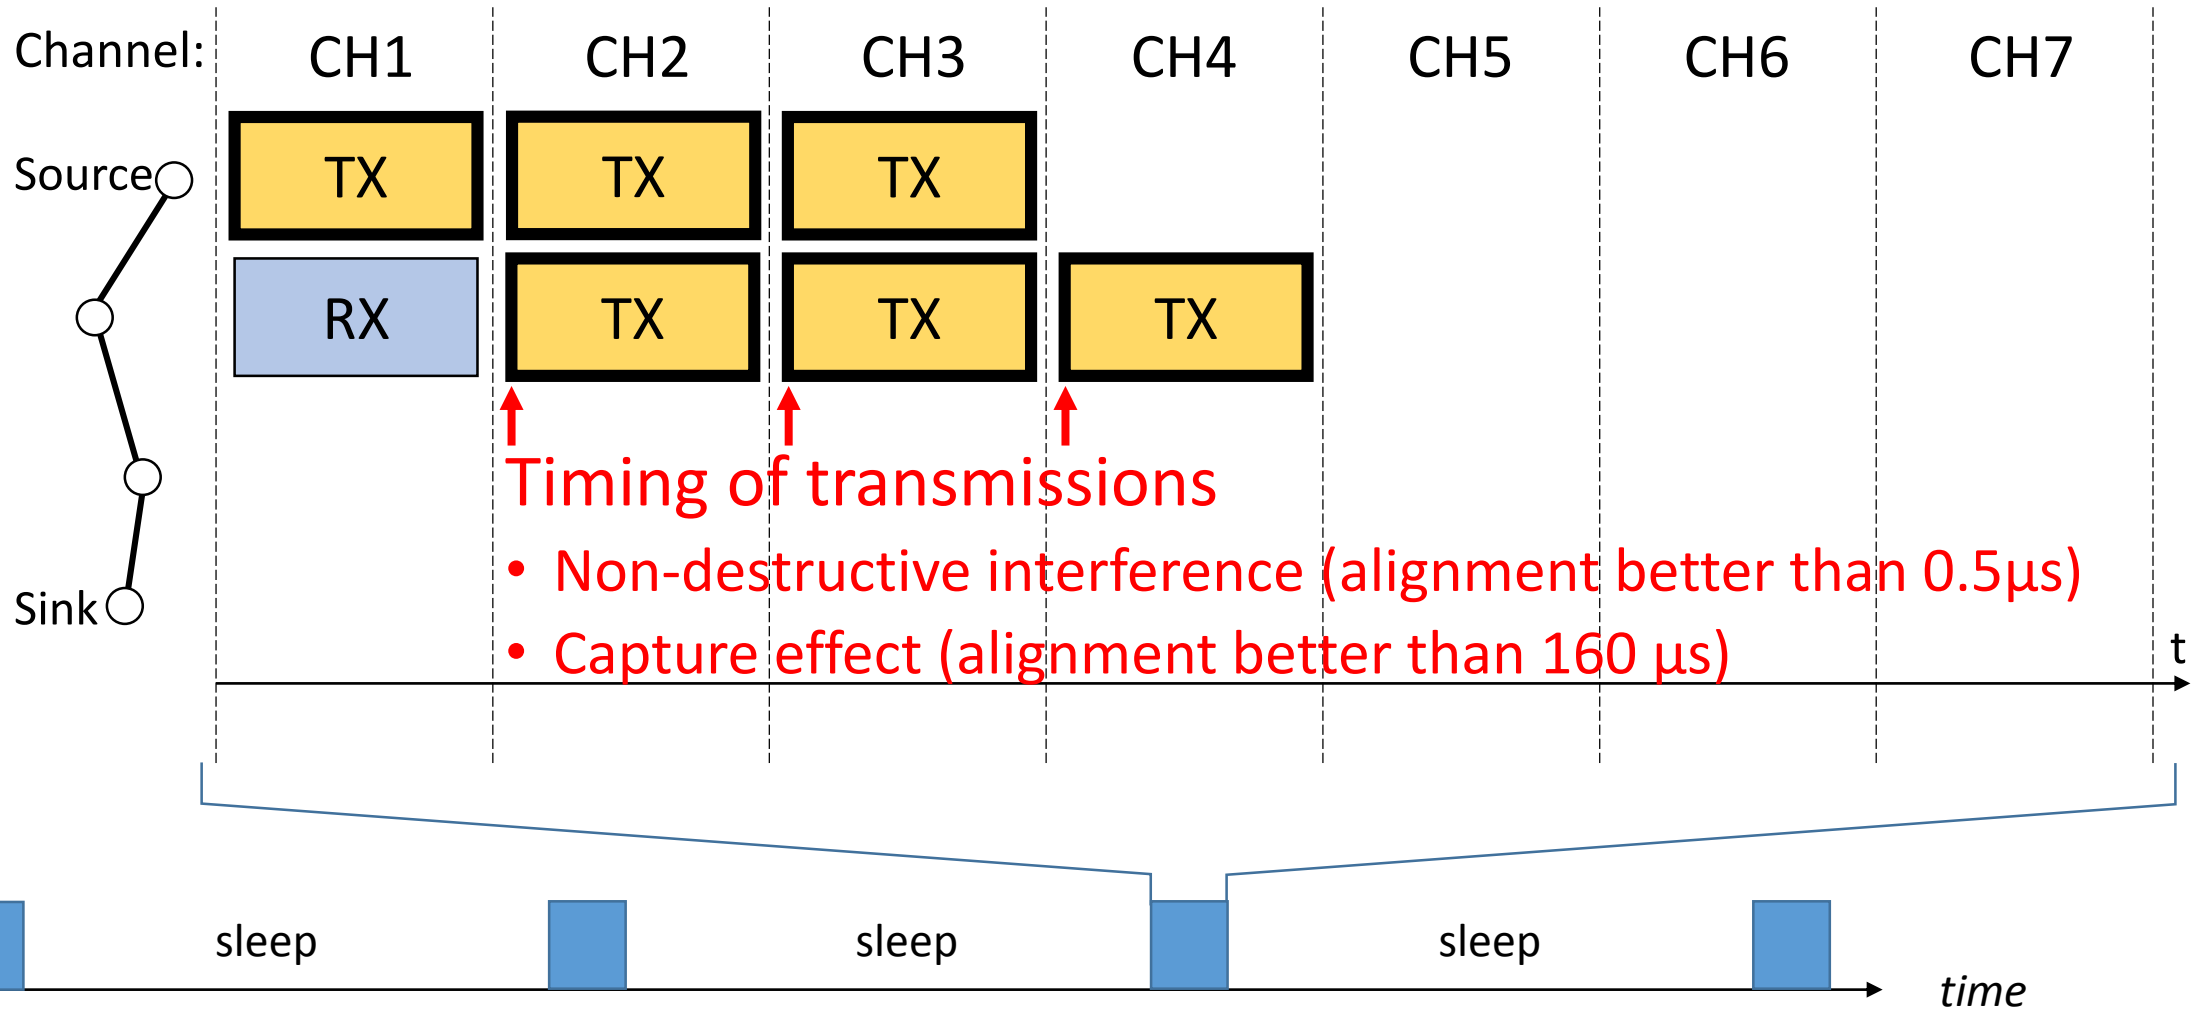 Channel: CH1 CH2 CH3 CH4 CH5 CH6 CH7
Source TX TX TX
RX TX TX TX
Timing of transmissions
• Non-destructive interference (alignment better than 0.5µs)
Sink
• Capture effect (alignment better than 160 µs)
t
sleep sleep sleep
time